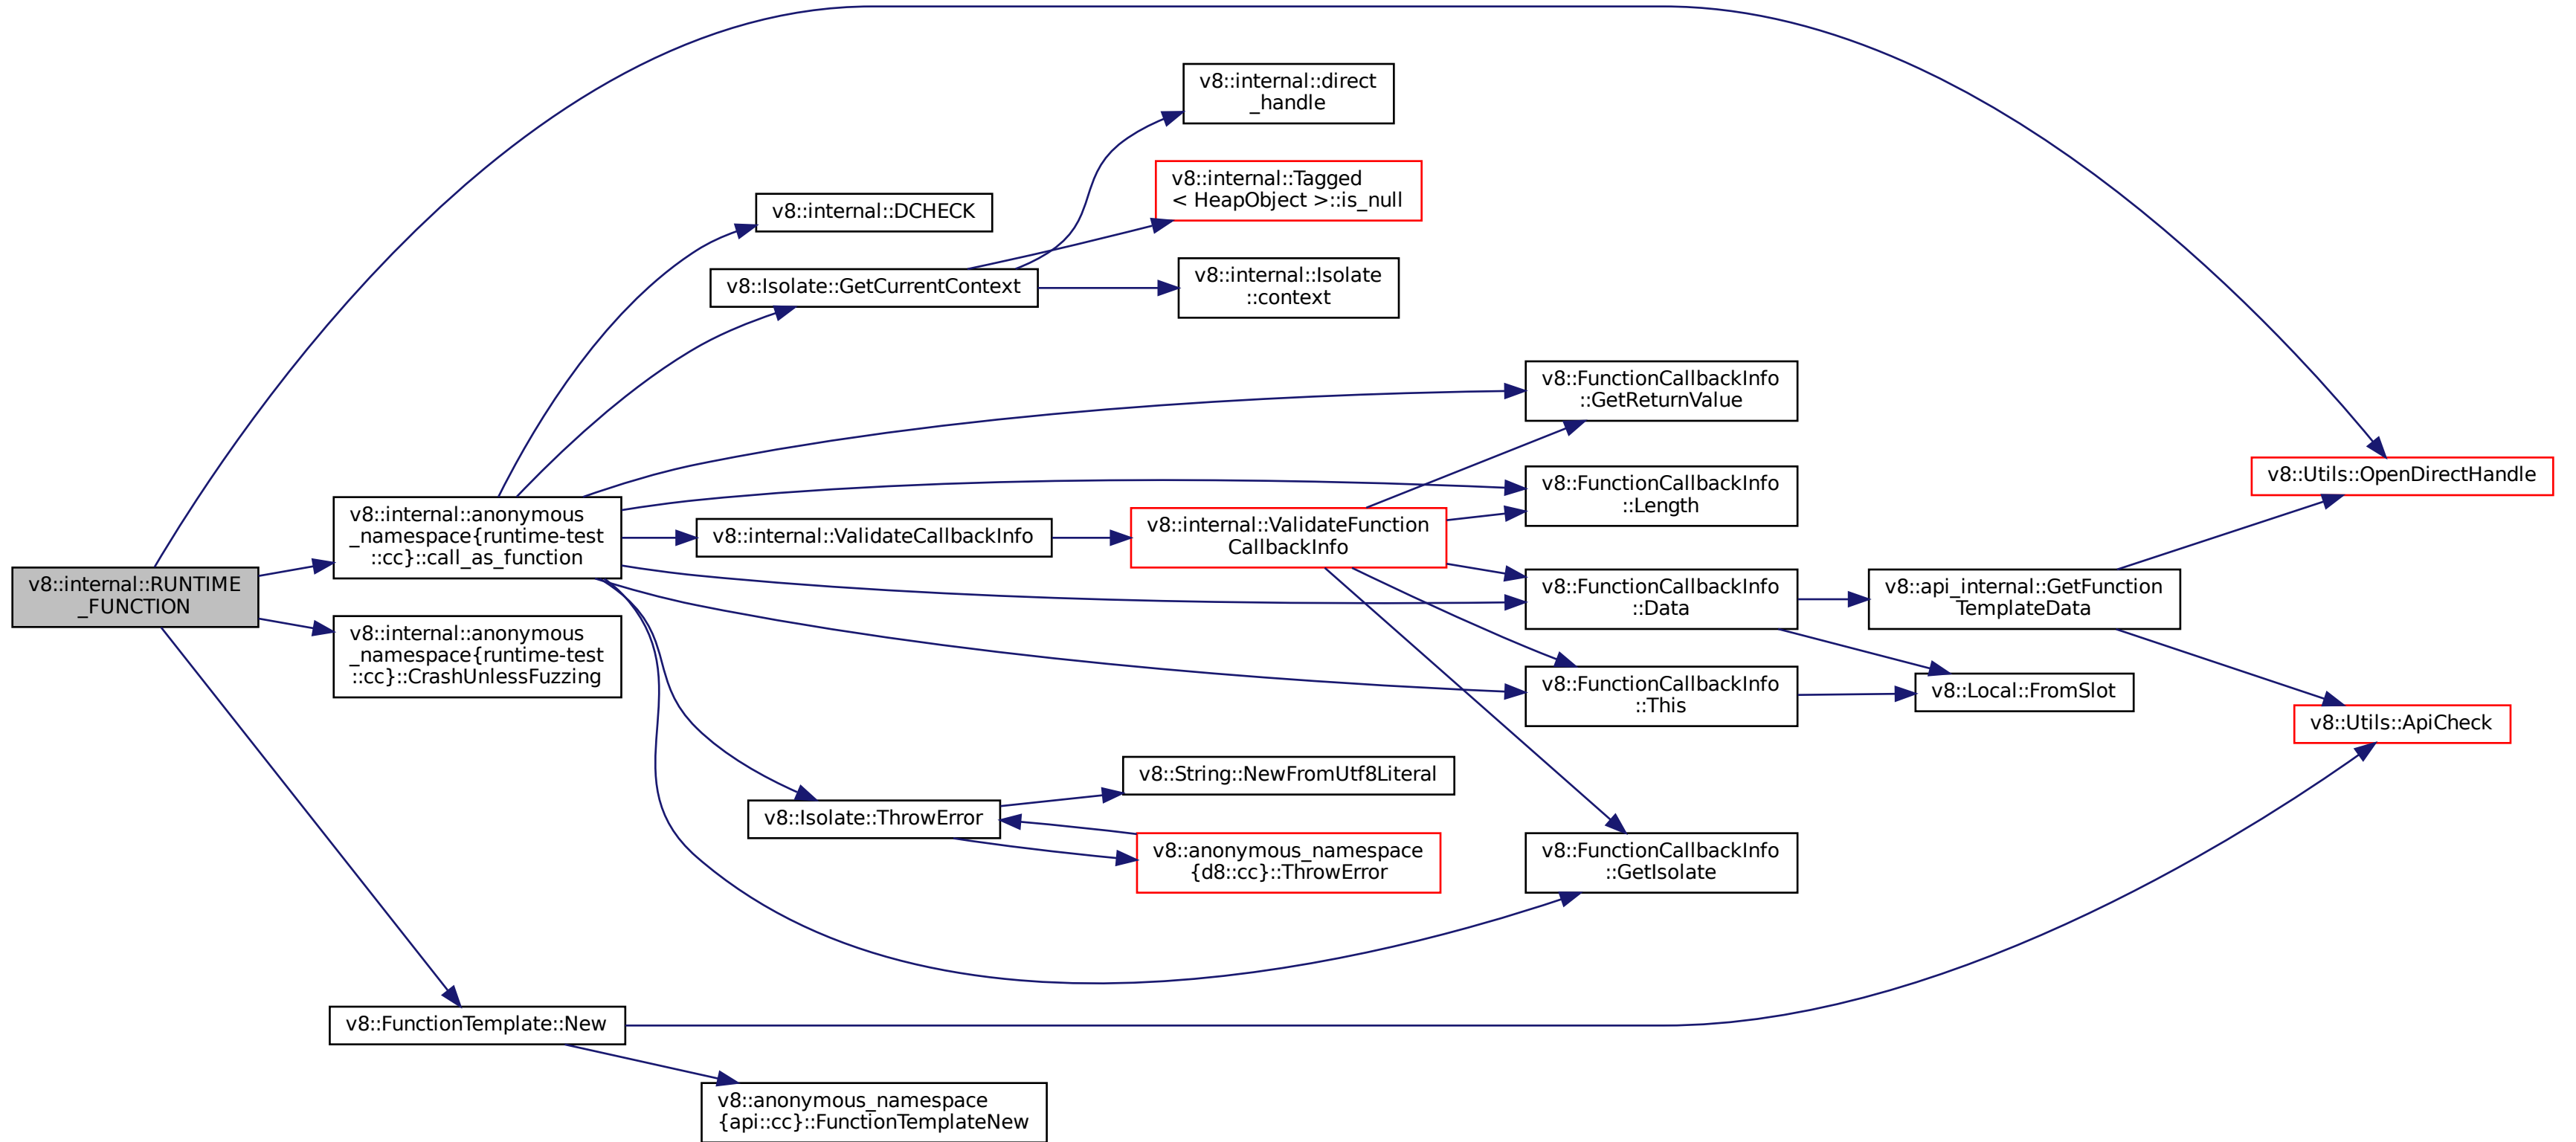 v8::internal::RUNTIME
_FUNCTION
v8::internal::anonymous
_namespace{runtime-test
::cc}::call_as_function
v8::internal::anonymous
_namespace{runtime-test
::cc}::CrashUnlessFuzzing
v8::FunctionTemplate::New
v8::internal::DCHECK
v8::Isolate::GetCurrentContext
v8::internal::ValidateCallbackInfo
v8::Isolate::ThrowError
v8::anonymous_namespace
{api::cc}::FunctionTemplateNew
v8::internal::direct
_handle
v8::internal::Tagged
< HeapObject >::is_null
v8::internal::Isolate
::context
v8::internal::ValidateFunction
CallbackInfo
v8::String::NewFromUtf8Literal
v8::anonymous_namespace
{d8::cc}::ThrowError
v8::FunctionCallbackInfo
::GetReturnValue
v8::FunctionCallbackInfo
::Length
v8::FunctionCallbackInfo
::Data
v8::FunctionCallbackInfo
::This
v8::FunctionCallbackInfo
::GetIsolate
v8::api_internal::GetFunction
TemplateData
v8::Local::FromSlot
v8::Utils::OpenDirectHandle
v8::Utils::ApiCheck